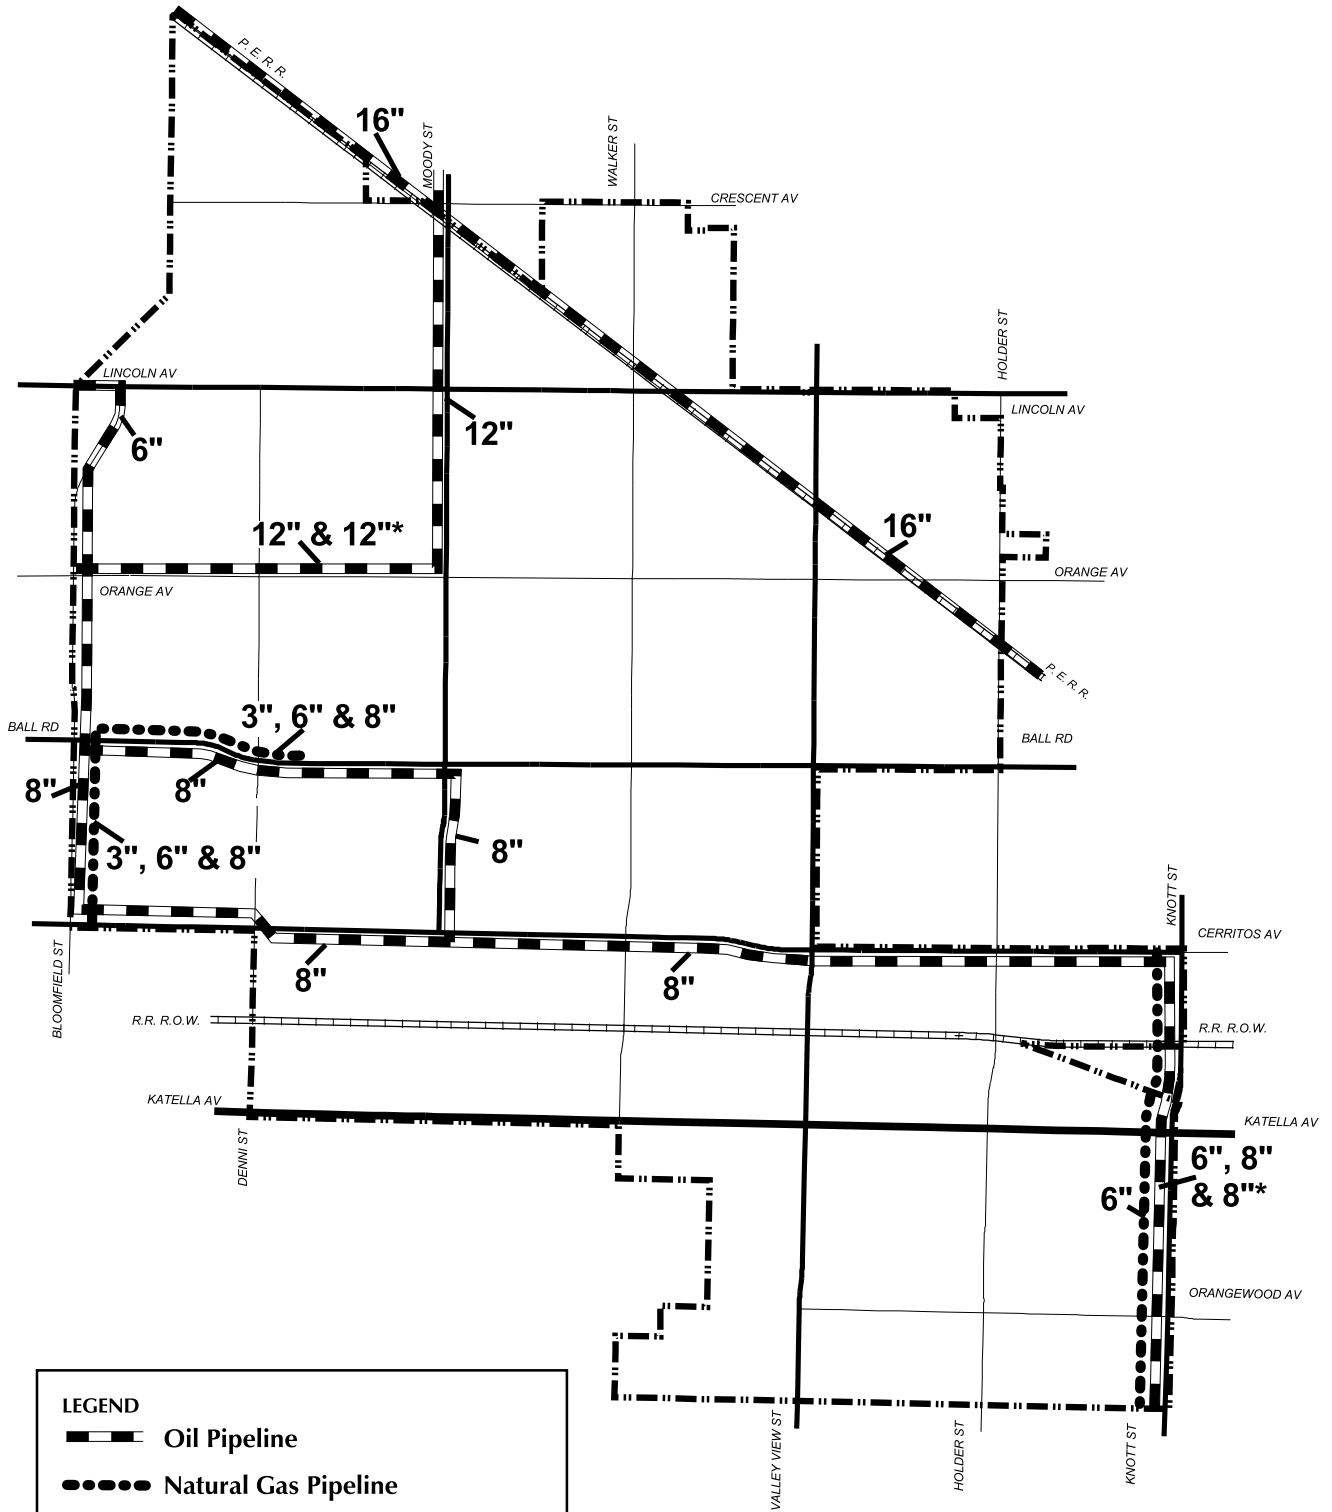 P. E. R. R.
16"
MOODY ST
WALKER ST
CRESCENT AV
HOLDER ST
LINCOLN AV
LINCOLN AV
6"
12"
12" & 12"*
16"
ORANGE AV
ORANGE AV
P. E. R. R.
3", 6" & 8"
BALL RD
BALL RD
8"
8"
8"
3", 6" & 8"
KNOTT ST
CERRITOS AV
BLOOMFIELD ST
8"
8"
R.R. R.O.W.
R.R. R.O.W.
KATELLA AV
KATELLA AV
DENNI ST
6", 8"
& 8"*
6"
ORANGEWOOD AV
VALLEY VIEW ST
HOLDER ST
KNOTT ST
LEGEND
Oil Pipeline
Natural Gas Pipeline